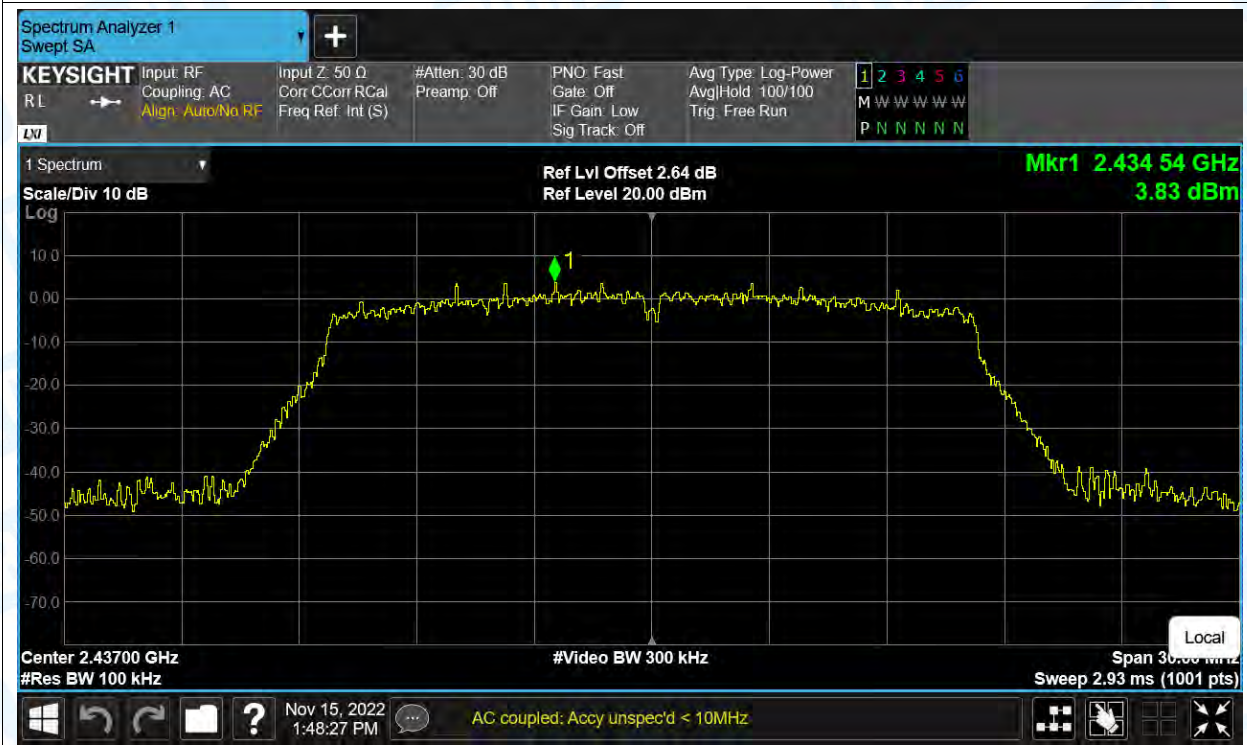 Spectrum Analyzer 1
Swept SA
+
KEYSIGHT
RL
LXI
Input: RF
Coupling: AC
Align: Auto/No RF
Input Z: 50 Ω
Corr CCorr RCal
Freq Ref: Int (S)
#Atten: 30 dB
Preamp: Off
PNO: Fast
Gate: Off
IF Gain: Low
Sig Track: Off
Avg Type: Log-Power
Avg|Hold: 100/100
Trig: Free Run
1 2 3 4 5 6
M W W W W W
P N N N N N
1 Spectrum
Scale/Div 10 dB
Log
Ref Lvl Offset 2.64 dB
Ref Level 20.00 dBm
Mkr1 2.434 54 GHz
3.83 dBm
1
10.0
0.00
-10.0
-20.0
-30.0
-40.0
-50.0
-60.0
-70.0
Local
Center 2.43700 GHz
#Res BW 100 kHz
#Video BW 300 kHz
Span 30.00 MHz
Sweep 2.93 ms (1001 pts)
?
Nov 15, 2022
1:48:27 PM
AC coupled: Accy unspec'd < 10MHz